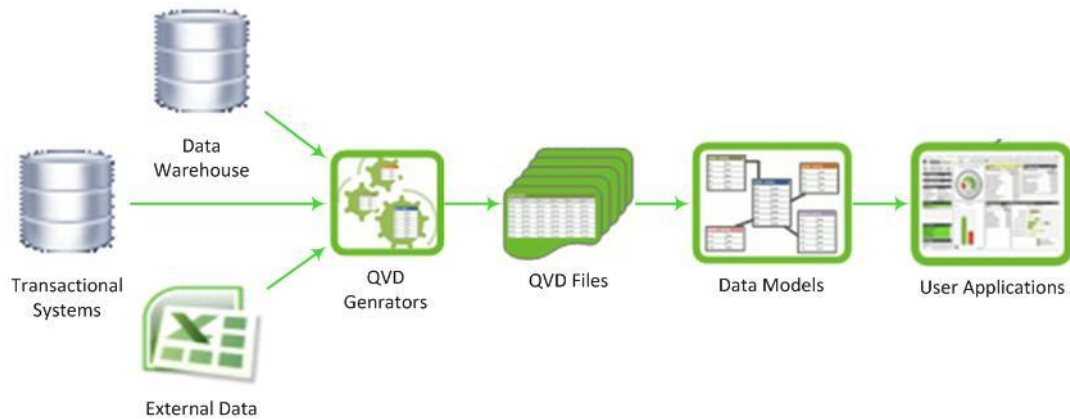 Data
Warehouse
Transactional
Systems
External Data
QVD
Genrators
QVD Files
Data Models
User Applications